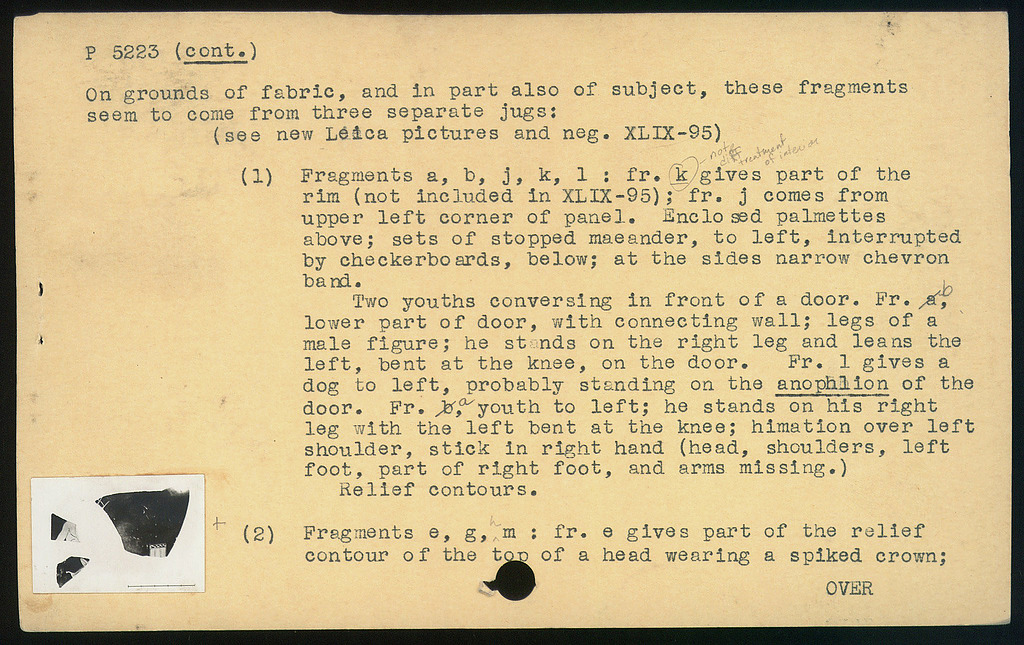 P 5223 (cont.)
On grounds of fabric, and in part also of subject, these fragments
seem to come from three separate jugs:
(see new Leica pictures and neg. XLIX-95)
- note
diff treatment
of interior
(1) Fragments a, b, j, k, l : fr. k gives part of the
rim (not included in XLIX-95); fr. j comes from
upper left corner of panel. Enclosed palmettes
above; sets of stopped maeander, to left, interrupted
by checkerboards, below; at the sides narrow chevron
band.
Two youths conversing in front of a door. Fr. a, b
lower part of door, with connecting wall; legs of a
male figure; he stands on the right leg and leans the
left, bent at the knee, on the door. Fr. l gives a
dog to left, probably standing on the anophlion of the
door. Fr. b, a youth to left; he stands on his right
leg with the left bent at the knee; himation over left
shoulder, stick in right hand (head, shoulders, left
foot, part of right foot, and arms missing.)
Relief contours.
+ (2) Fragments e, g, h m : fr. e gives part of the relief
contour of the top of a head wearing a spiked crown;
OVER